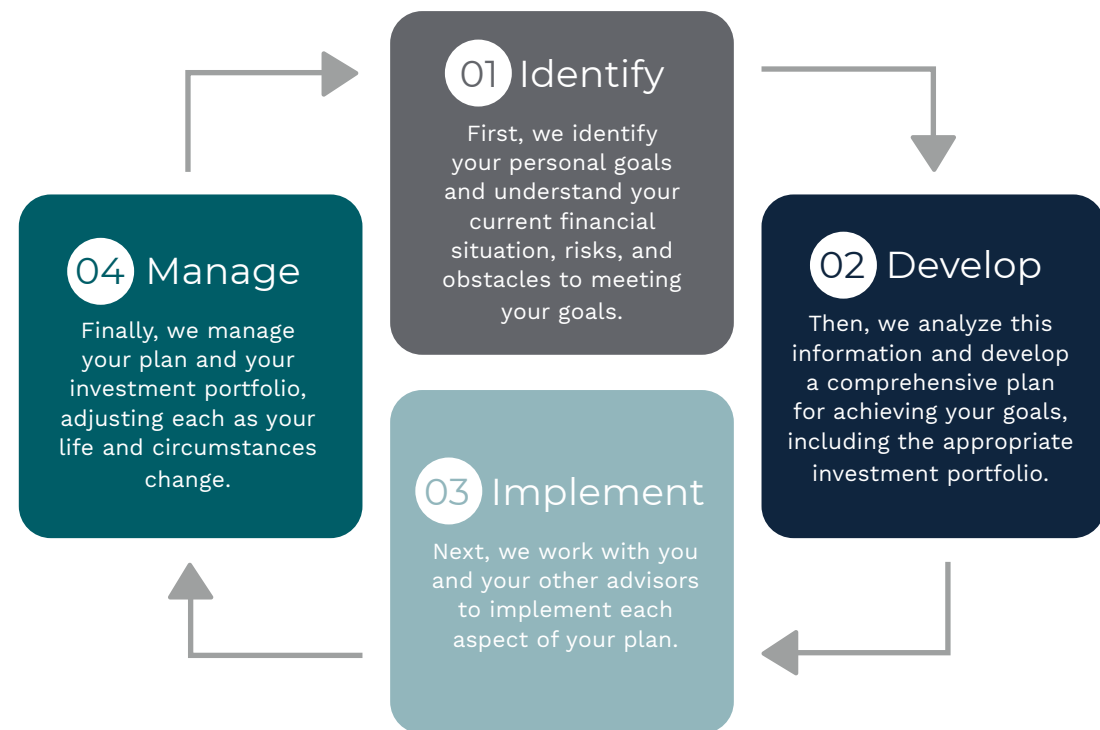 01 Identify
First, we identify
your personal goals
and understand your
current financial
situation, risks, and
obstacles to meeting
your goals.
02 Develop
Then, we analyze this
information and develop
a comprehensive plan
for achieving your goals,
including the appropriate
investment portfolio.
03 Implement
Next, we work with you
and your other advisors
to implement each
aspect of your plan.
04 Manage
Finally, we manage
your plan and your
investment portfolio,
adjusting each as your
life and circumstances
change.